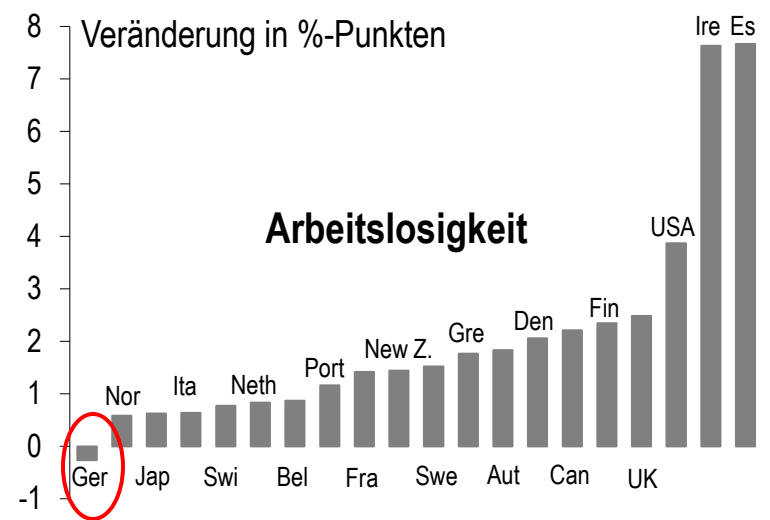 Veränderung in %-Punkten
Arbeitslosigkeit
8
7
6
5
4
3
2
1
0
-1
Ger
Nor
Jap
Ita
Swi
Neth
Bel
Port
Fra
New Z.
Swe
Gre
Aut
Den
Can
Fin
UK
USA
Ire
Es